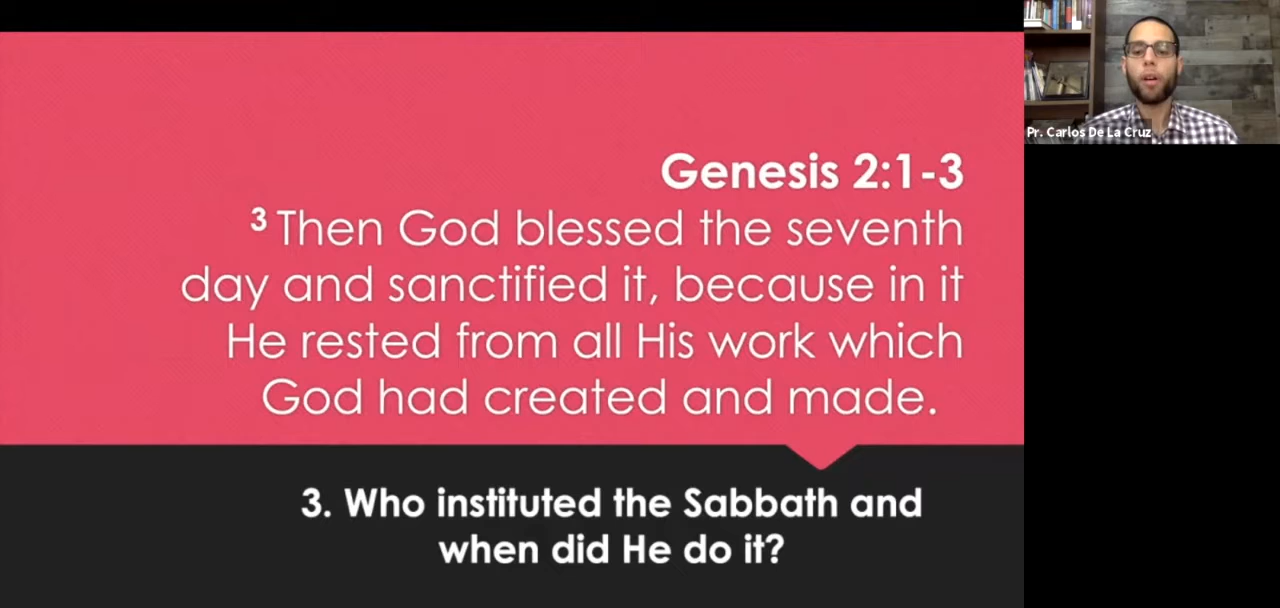 Genesis 2:1-3
3 Then God blessed the seventh
day and sanctified it, because in it
He rested from all His work which
God had created and made.
3. Who instituted the Sabbath and
when did He do it?
Pr. Carlos De La Cruz